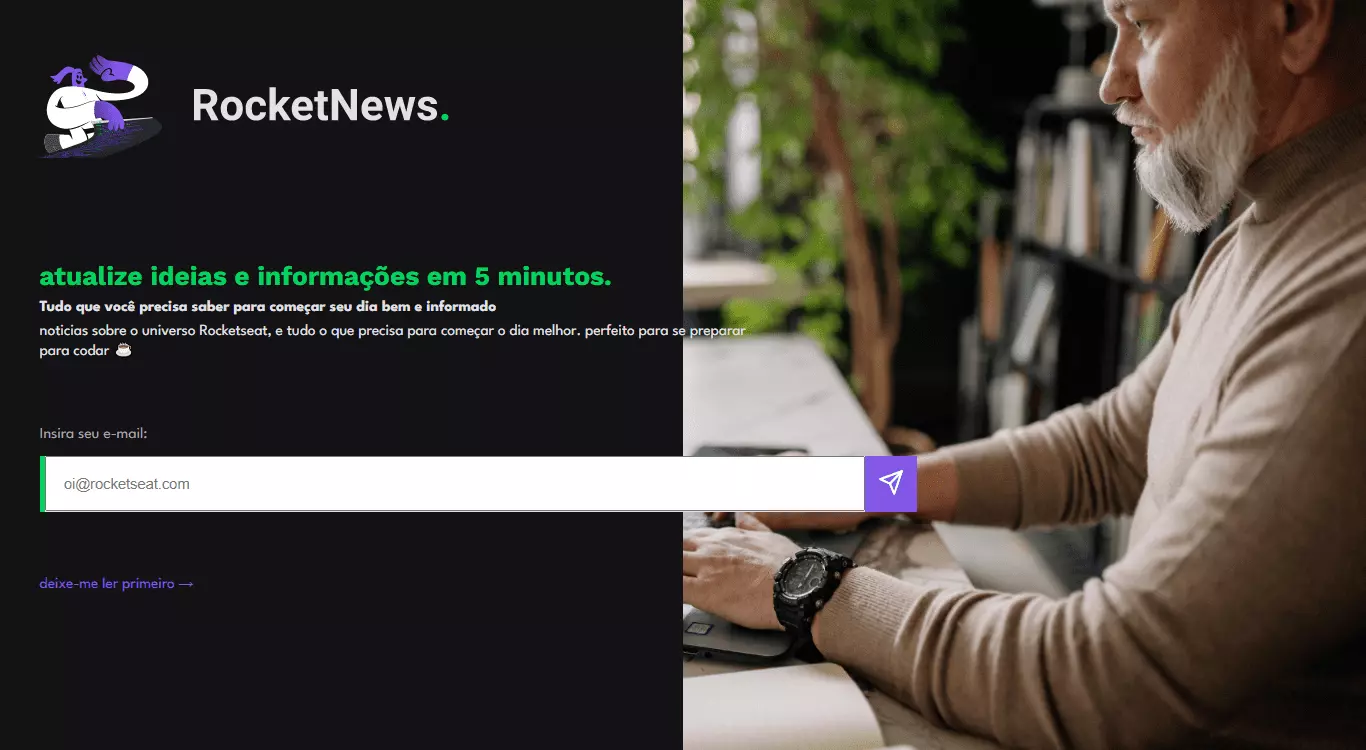 RocketNews.
atualize ideias e informações em 5 minutos.
Tudo que você precisa saber para começar seu dia bem e informado
noticias sobre o universo Rocketseat, e tudo o que precisa para começar o dia melhor. perfeito para se preparar
para codar ☕
Insira seu e-mail:
oi@rocketseat.com
deixe-me ler primeiro →